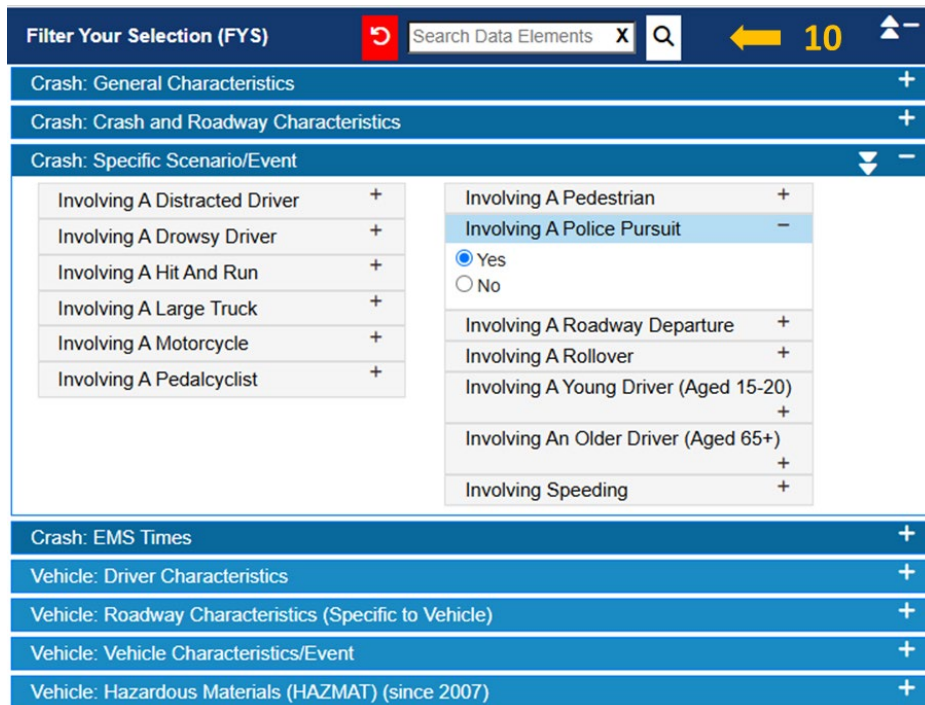 Filter Your Selection (FYS)
Search Data Elements X
10
Crash: General Characteristics +
Crash: Crash and Roadway Characteristics +
Crash: Specific Scenario/Event −
Involving A Distracted Driver +
Involving A Drowsy Driver +
Involving A Hit And Run +
Involving A Large Truck +
Involving A Motorcycle +
Involving A Pedalcyclist +
Involving A Pedestrian +
Involving A Police Pursuit −
Yes
No
Involving A Roadway Departure +
Involving A Rollover +
Involving A Young Driver (Aged 15-20)
+
Involving An Older Driver (Aged 65+)
+
Involving Speeding +
Crash: EMS Times +
Vehicle: Driver Characteristics +
Vehicle: Roadway Characteristics (Specific to Vehicle) +
Vehicle: Vehicle Characteristics/Event +
Vehicle: Hazardous Materials (HAZMAT) (since 2007) +